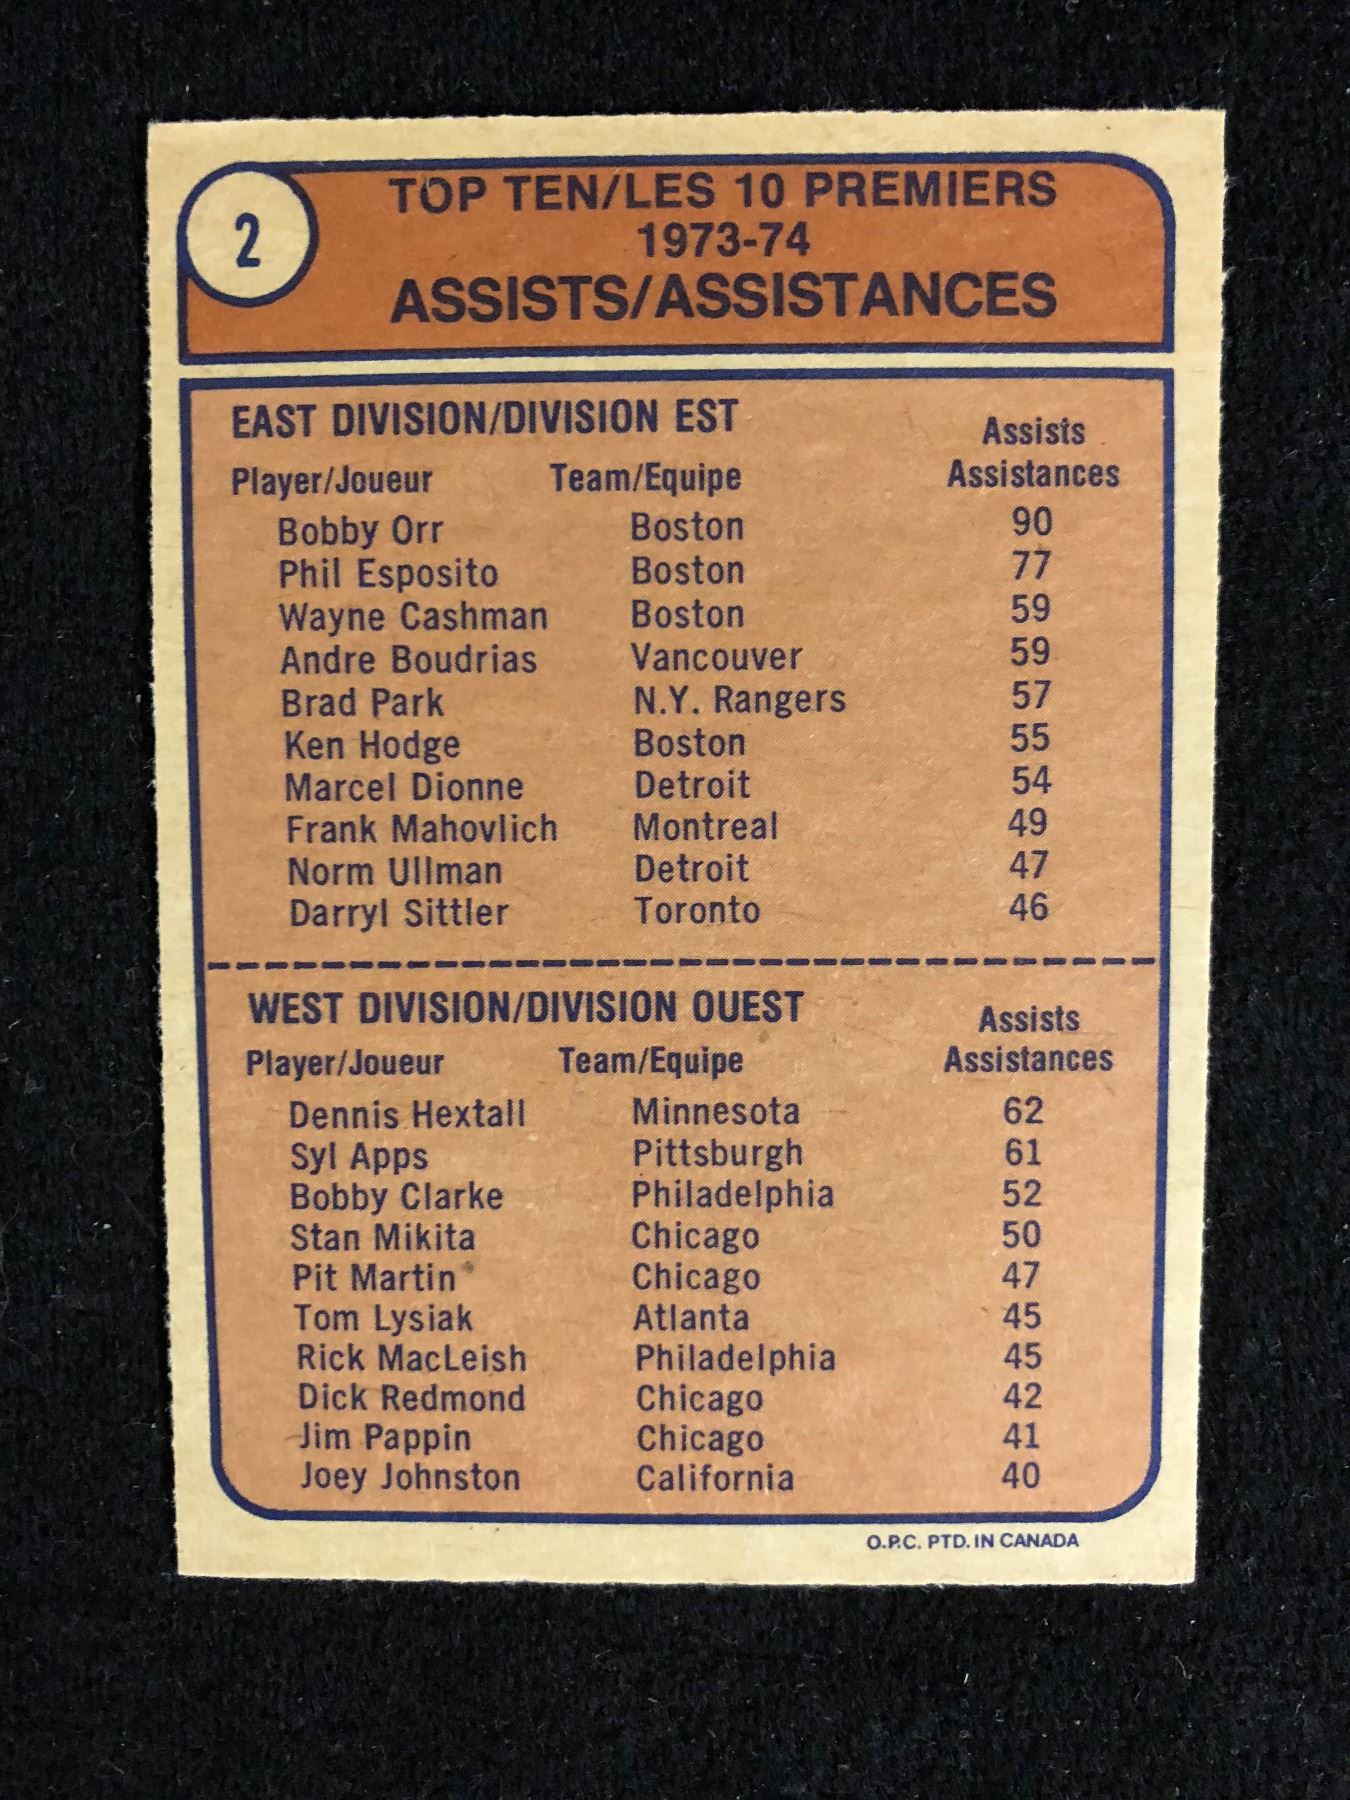 2
TOP TEN/LES 10 PREMIERS
1973-74
ASSISTS/ASSISTANCES
EAST DIVISION/DIVISION EST
Player/Joueur Team/Equipe Assists Assistances
Bobby Orr Boston 90
Phil Esposito Boston 77
Wayne Cashman Boston 59
Andre Boudrias Vancouver 59
Brad Park N.Y. Rangers 57
Ken Hodge Boston 55
Marcel Dionne Detroit 54
Frank Mahovlich Montreal 49
Norm Ullman Detroit 47
Darryl Sittler Toronto 46
WEST DIVISION/DIVISION OUEST
Player/Joueur Team/Equipe Assists Assistances
Dennis Hextall Minnesota 62
Syl Apps Pittsburgh 61
Bobby Clarke Philadelphia 52
Stan Mikita Chicago 50
Pit Martin Chicago 47
Tom Lysiak Atlanta 45
Rick MacLeish Philadelphia 45
Dick Redmond Chicago 42
Jim Pappin Chicago 41
Joey Johnston California 40
O.P.C. PTD. IN CANADA